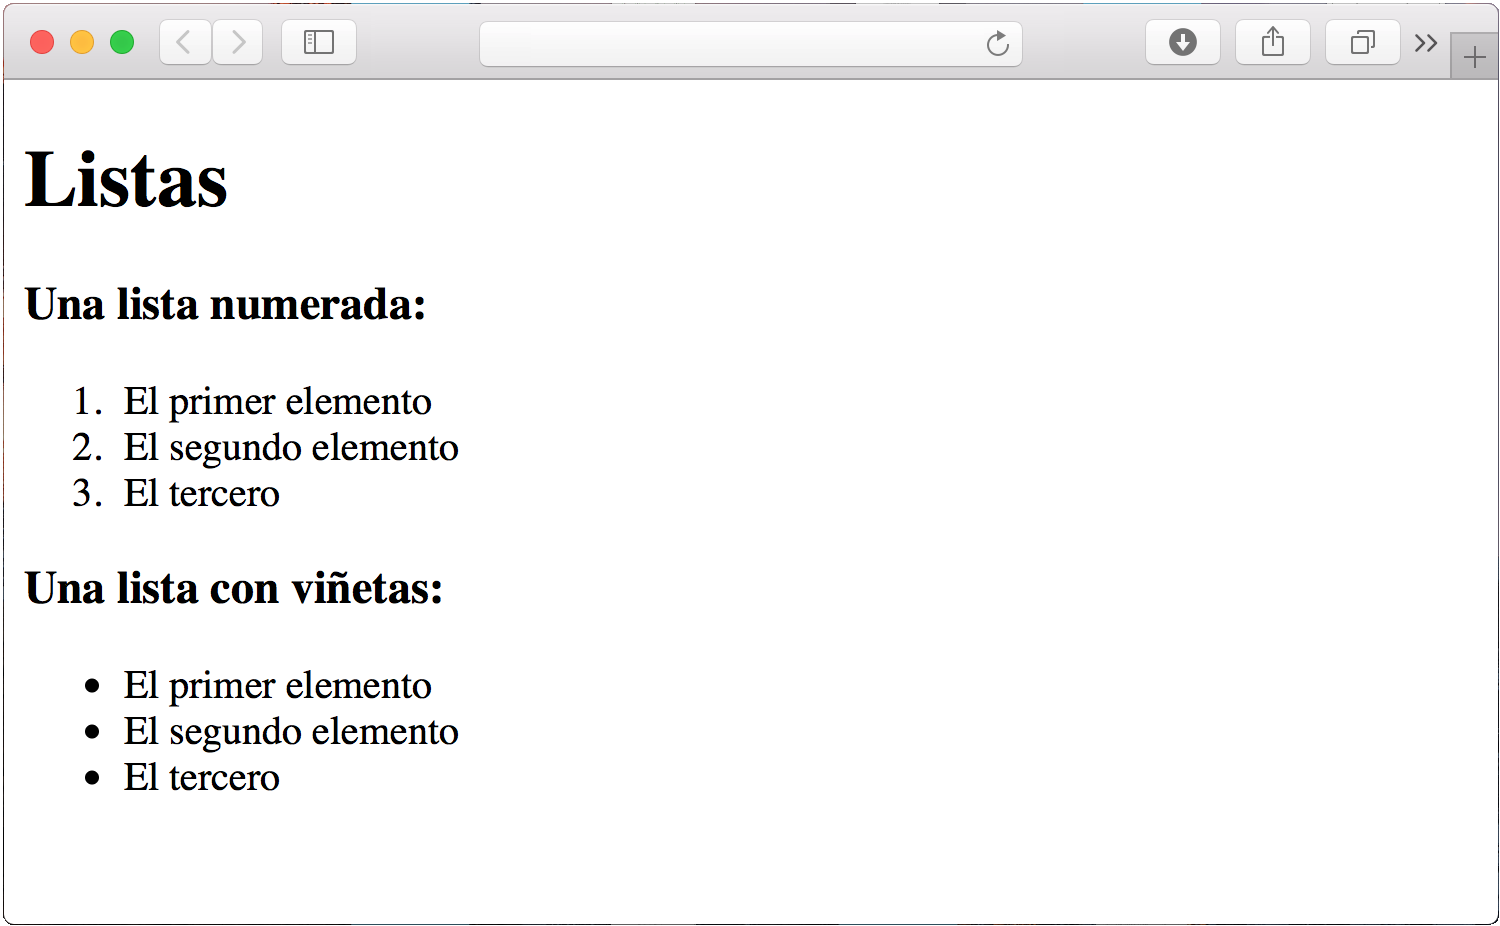 Listas
Una lista numerada:
1. El primer elemento
2. El segundo elemento
3. El tercero
Una lista con viñetas:
• El primer elemento
• El segundo elemento
• El tercero